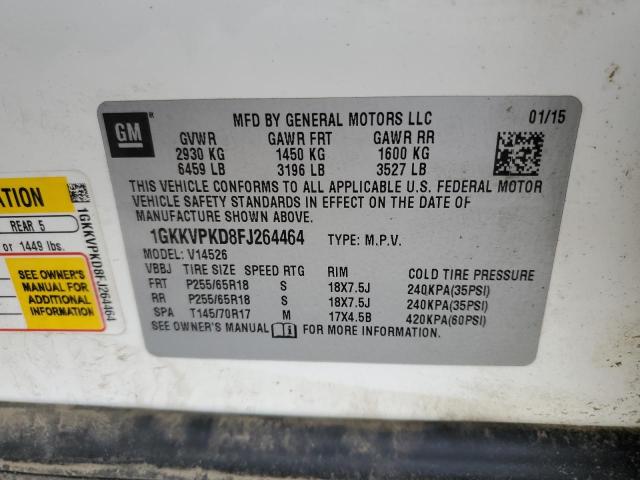 MFD BY GENERAL MOTORS LLC 01/15
GM
GVWR GAWR FRT GAWR RR
2930 KG 1450 KG 1600 KG
6459 LB 3196 LB 3527 LB
THIS VEHICLE CONFORMS TO ALL APPLICABLE U.S. FEDERAL MOTOR
VEHICLE SAFETY STANDARDS IN EFFECT ON THE DATE OF
MANUFACTURE SHOWN ABOVE.
1GKKVPKD8FJ264464 TYPE: M.P.V.
MODEL: V14526
VBBJ TIRE SIZE SPEED RTG RIM COLD TIRE PRESSURE
FRT P255/65R18 S 18X7.5J 240KPA(35PSI)
RR P255/65R18 S 18X7.5J 240KPA(35PSI)
SPA T145/70R17 M 17X4.5B 420KPA(60PSI)
SEE OWNER'S MANUAL FOR MORE INFORMATION.
REAR 5
or 1449 lbs.
SEE OWNER'S
MANUAL FOR
ADDITIONAL
INFORMATION
1GKKVPKD8FJ264464